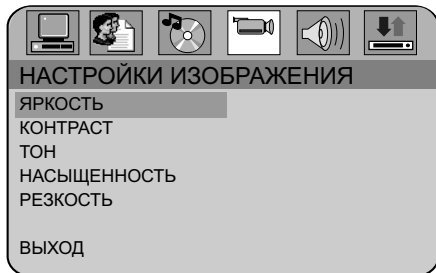 НАСТРОЙКИ ИЗОБРАЖЕНИЯ
ЯРКОСТЬ
КОНТРАСТ
ТОН
НАСЫЩЕННОСТЬ
РЕЗКОСТЬ
ВЫХОД